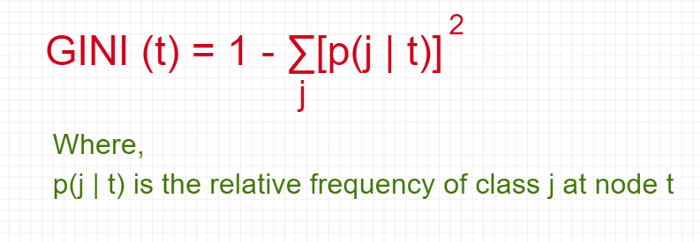 GINI (t) = 1 - ∑[p(j | t)]²
j
Where,
p(j | t) is the relative frequency of class j at node t